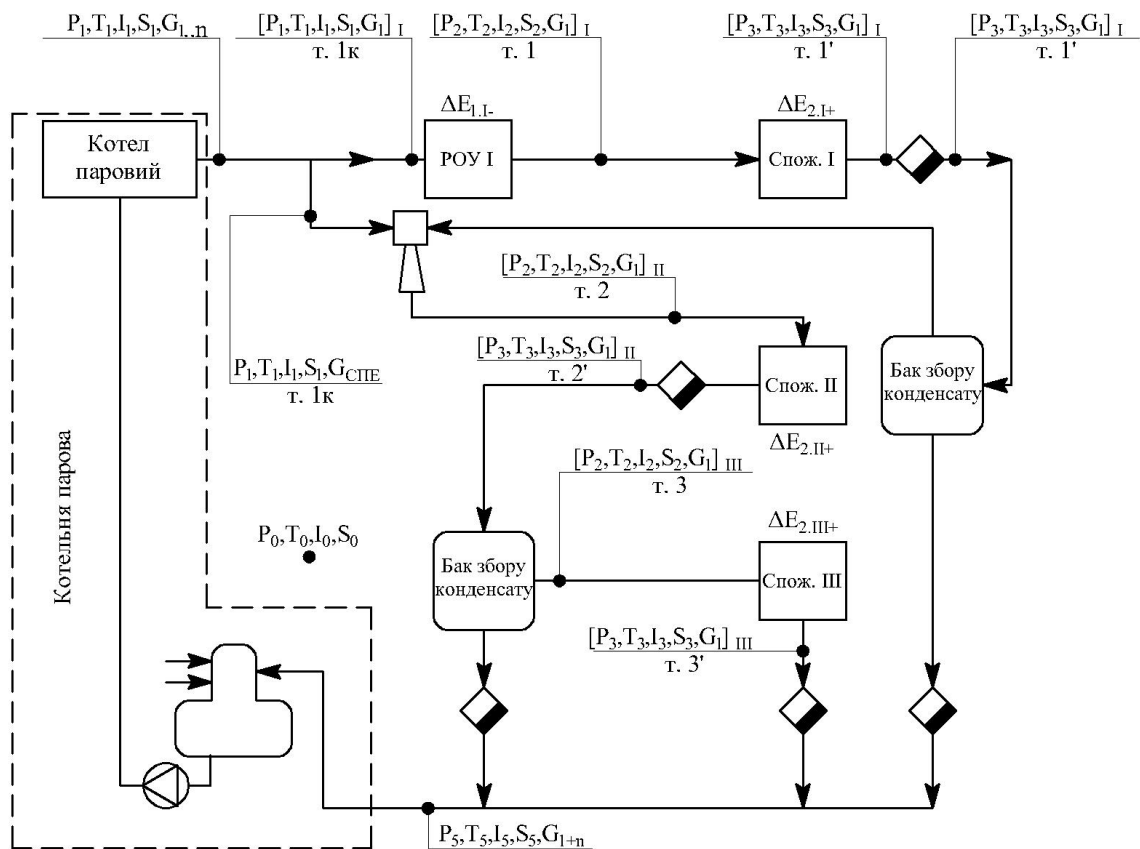 P₁,T₁,I₁,S₁,G₁..ₙ
[P₁,T₁,I₁,S₁,G₁] I
т. 1к
[P₂,T₂,I₂,S₂,G₁] I
т. 1
[P₃,T₃,I₃,S₃,G₁] I
т. 1'
[P₃,T₃,I₃,S₃,G₁] I
т. 1'
Котел
паровий
ΔE₁.I-
РОУ I
ΔE₂.I+
Спож. I
[P₂,T₂,I₂,S₂,G₁] II
т. 2
[P₃,T₃,I₃,S₃,G₁] II
т. 2'
P₁,T₁,I₁,S₁,GСПЕ
т. 1к
Спож. II
ΔE₂.II+
Бак збору
конденсату
[P₂,T₂,I₂,S₂,G₁] III
т. 3
Котельня парова
P₀,T₀,I₀,S₀
Бак збору
конденсату
ΔE₂.III+
Спож. III
[P₃,T₃,I₃,S₃,G₁] III
т. 3'
P₅,T₅,I₅,S₅,G₁₊ₙ